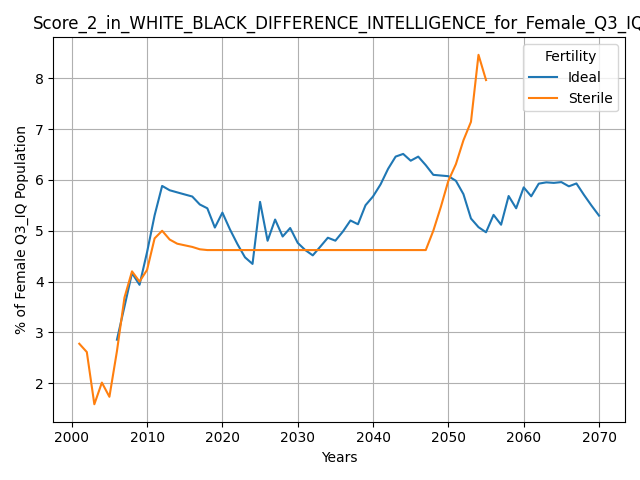 Score_2_in_WHITE_BLACK_DIFFERENCE_INTELLIGENCE_for_Female_Q3_IQ
Fertility
Ideal
Sterile
% of Female Q3_IQ Population
8
7
6
5
4
3
2
2000 2010 2020 2030 2040 2050 2060 2070
Years